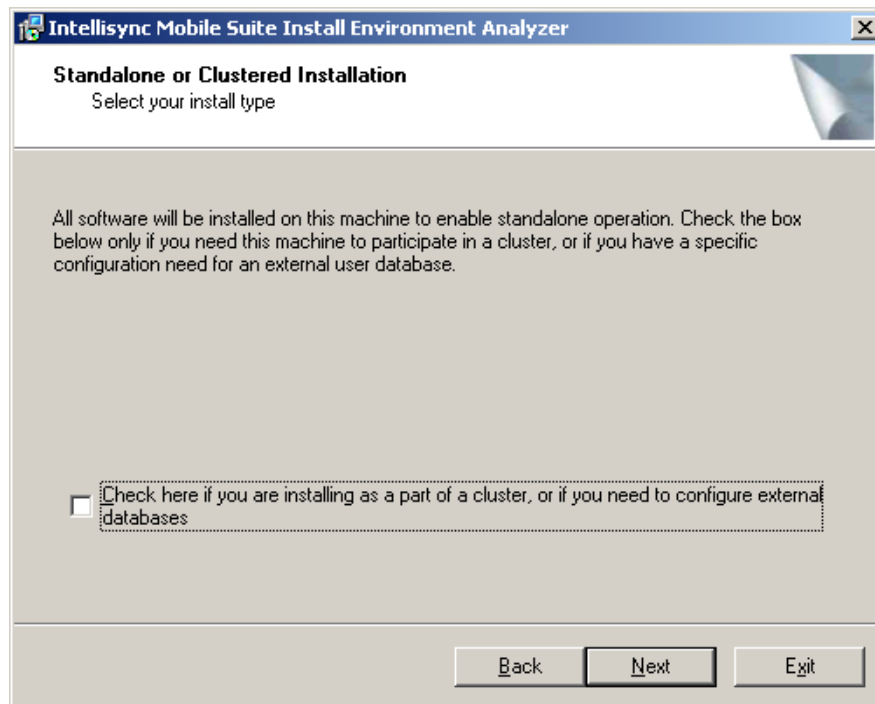 Intellisync Mobile Suite Install Environment Analyzer
Standalone or Clustered Installation
Select your install type
All software will be installed on this machine to enable standalone operation. Check the box
below only if you need this machine to participate in a cluster, or if you have a specific
configuration need for an external user database.
Check here if you are installing as a part of a cluster, or if you need to configure external
databases
Back Next Exit